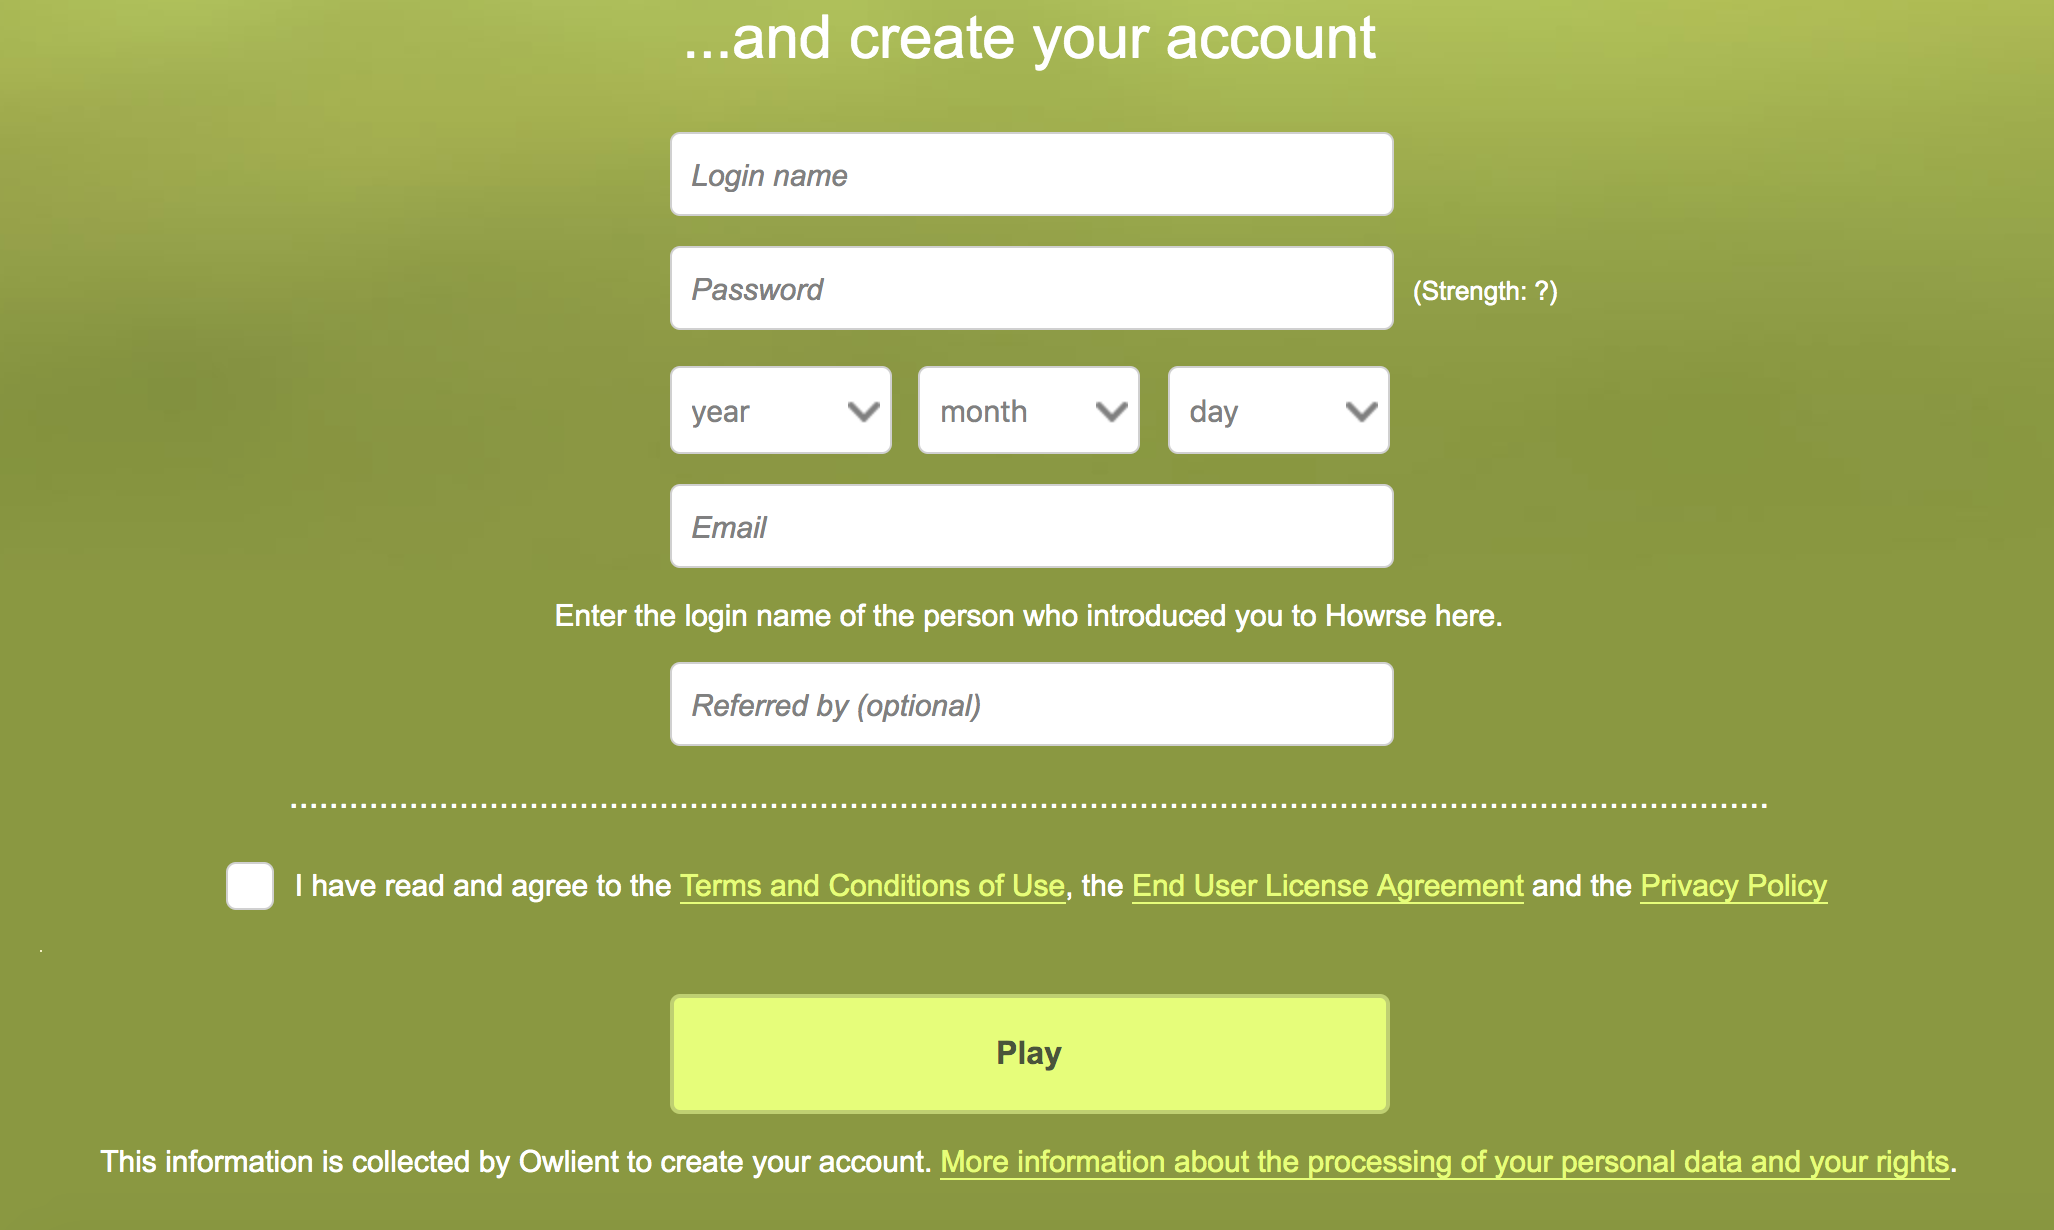 ...and create your account
Login name
Password
(Strength: ?)
year
month
day
Email
Enter the login name of the person who introduced you to Howrse here.
Referred by (optional)
I have read and agree to the Terms and Conditions of Use, the End User License Agreement and the Privacy Policy
.
Play
This information is collected by Owlient to create your account. More information about the processing of your personal data and your rights.